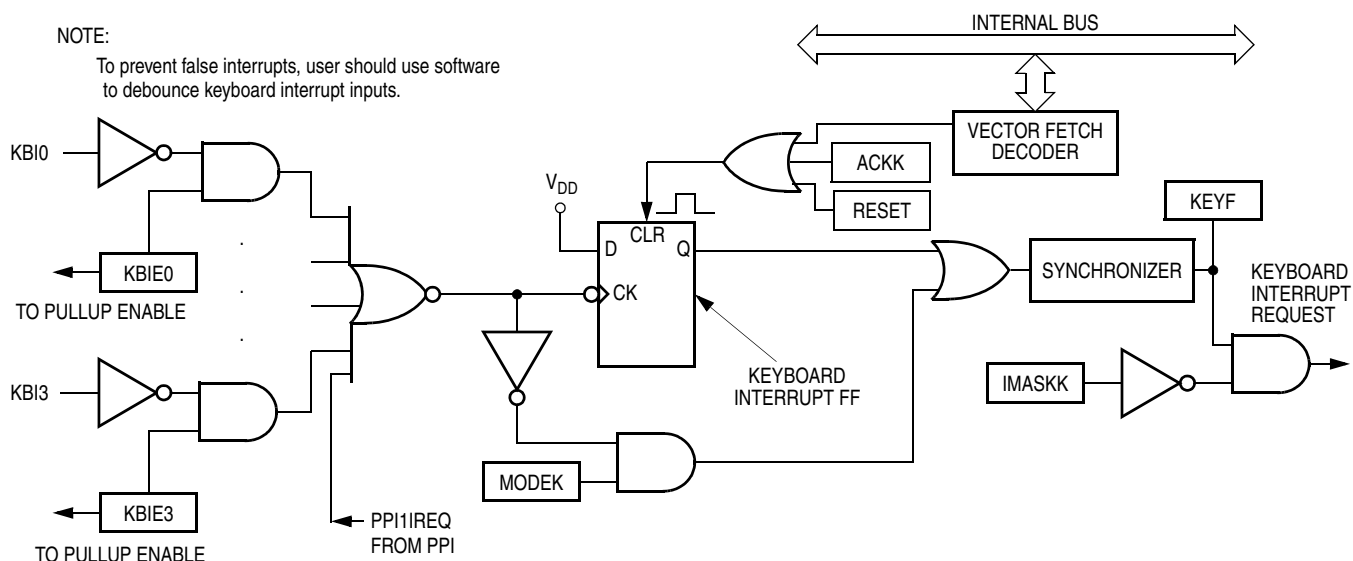 NOTE:
To prevent false interrupts, user should use software
to debounce keyboard interrupt inputs.
INTERNAL BUS
VECTOR FETCH
DECODER
ACKK
RESET
KBI0
KBIE0
TO PULLUP ENABLE
.
.
.
KBI3
KBIE3
TO PULLUP ENABLE
PPI1IREQ
FROM PPI
VDD
D
CLR
Q
CK
KEYBOARD
INTERRUPT FF
MODEK
SYNCHRONIZER
KEYF
IMASKK
KEYBOARD
INTERRUPT
REQUEST